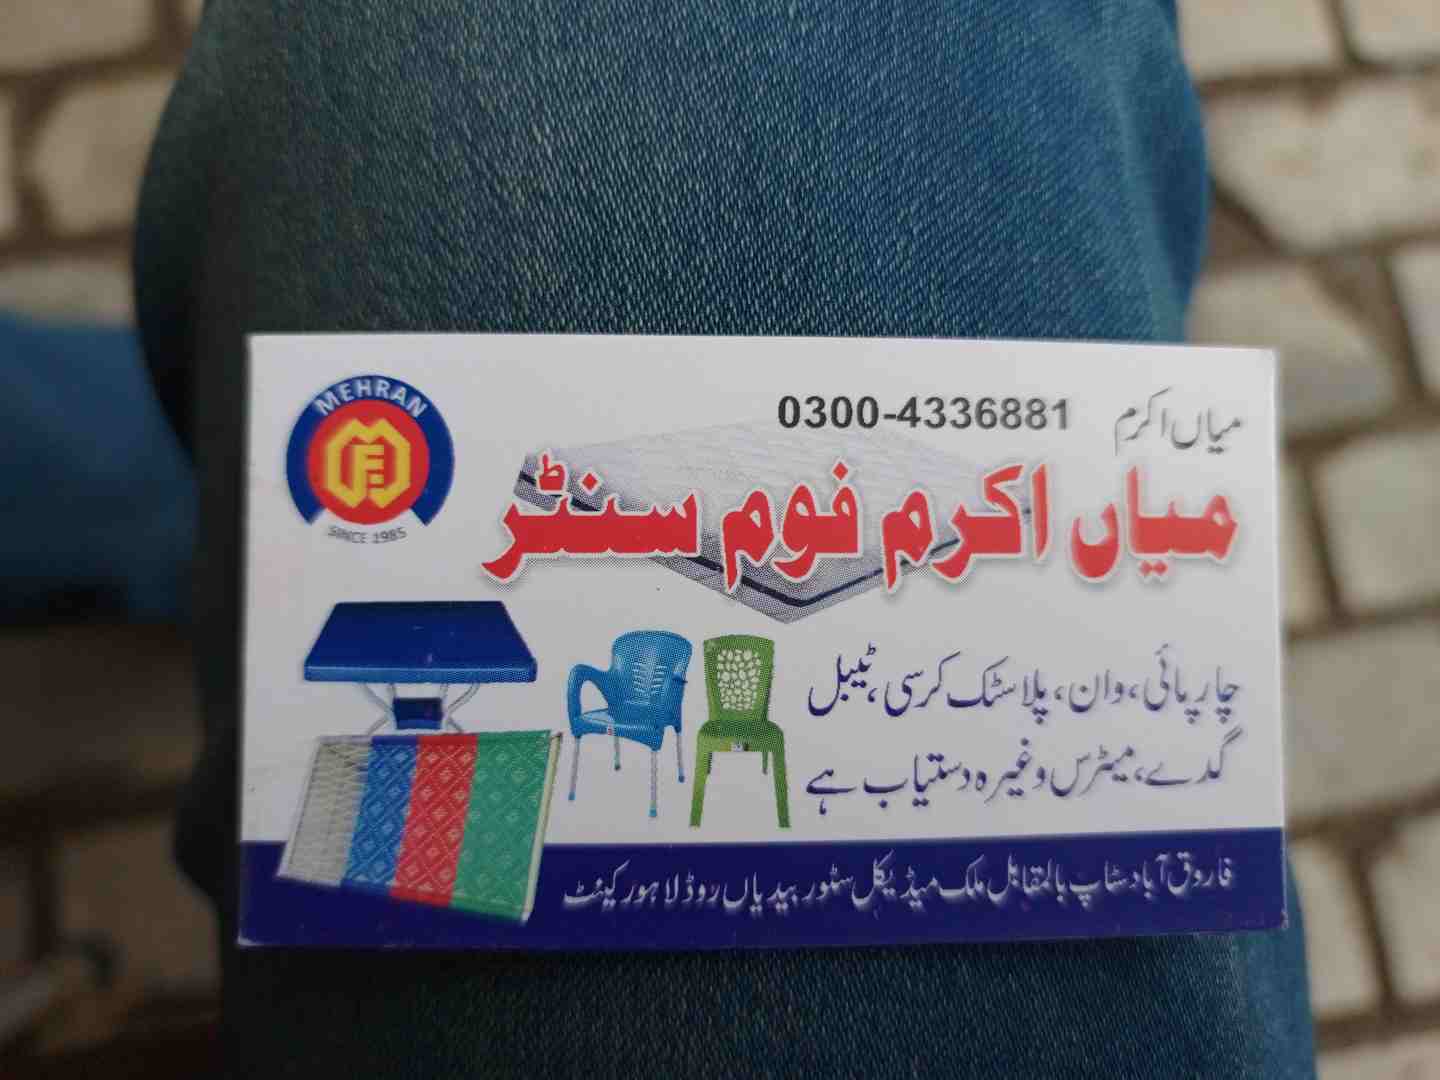 MEHRAN
SINCE 1985
میاں اکرم 0300-4336881
میاں اکرم فوم سنٹر
چارپائی، وان، پلاسٹک کرسی، ٹیبل
گدے، میٹرس وغیرہ دستیاب ہے
فاروق آباد سٹاپ بالمقابل ملک میڈیکل سٹور بیدیاں روڈ لاہور کینٹ